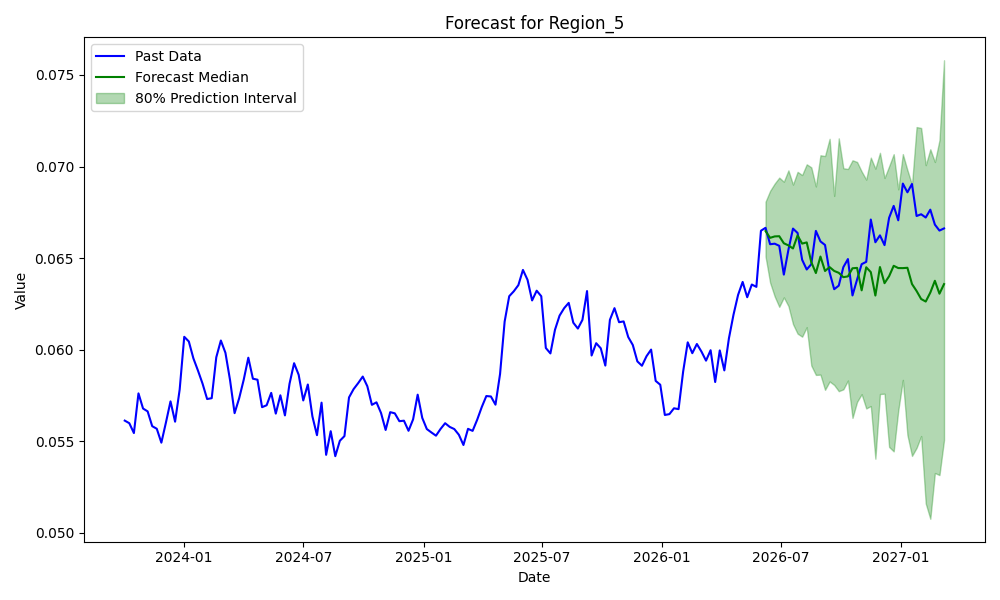 Forecast for Region_5
Past Data
Forecast Median
80% Prediction Interval
Value
0.075
0.070
0.065
0.060
0.055
0.050
2024-01
2024-07
2025-01
2025-07
2026-01
2026-07
2027-01
Date